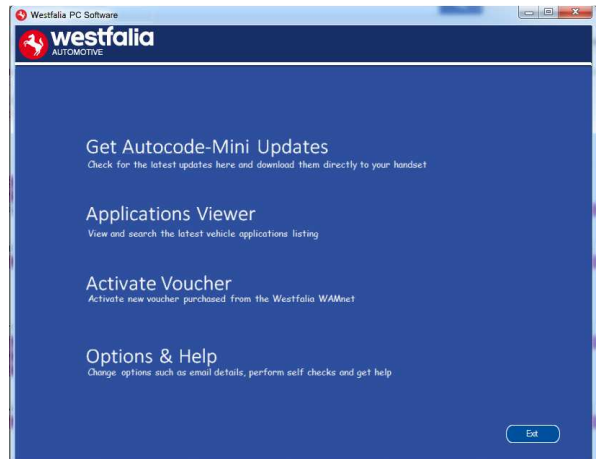 Westfalia PC Software
westfalia
AUTOMOTIVE
Get Autocode-Mini Updates
Check for the latest updates here and download them directly to your handset
Applications Viewer
View and search the latest vehicle applications listing
Activate Voucher
Activate new voucher purchased from the Westfalia WAMnet
Options & Help
Change options such as email details, perform self checks and get help
Exit